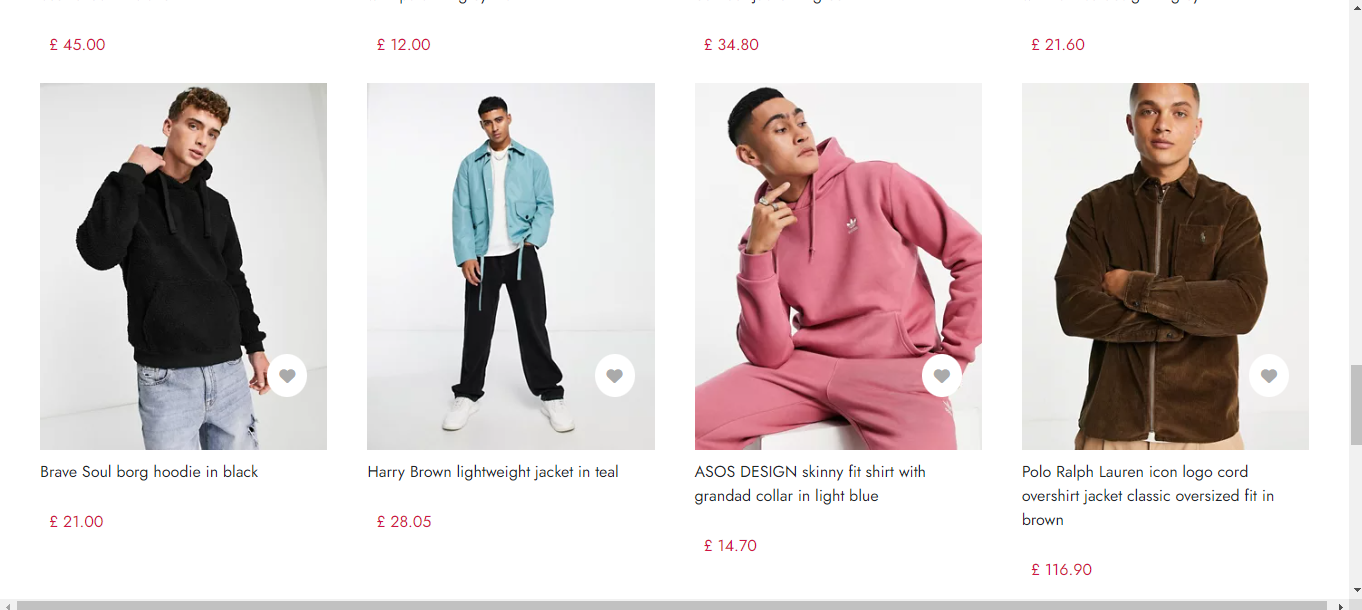 £ 45.00
£ 12.00
£ 34.80
£ 21.60
Brave Soul borg hoodie in black
£ 21.00
Harry Brown lightweight jacket in teal
£ 28.05
ASOS DESIGN skinny fit shirt with
grandad collar in light blue
£ 14.70
Polo Ralph Lauren icon logo cord
overshirt jacket classic oversized fit in
brown
£ 116.90